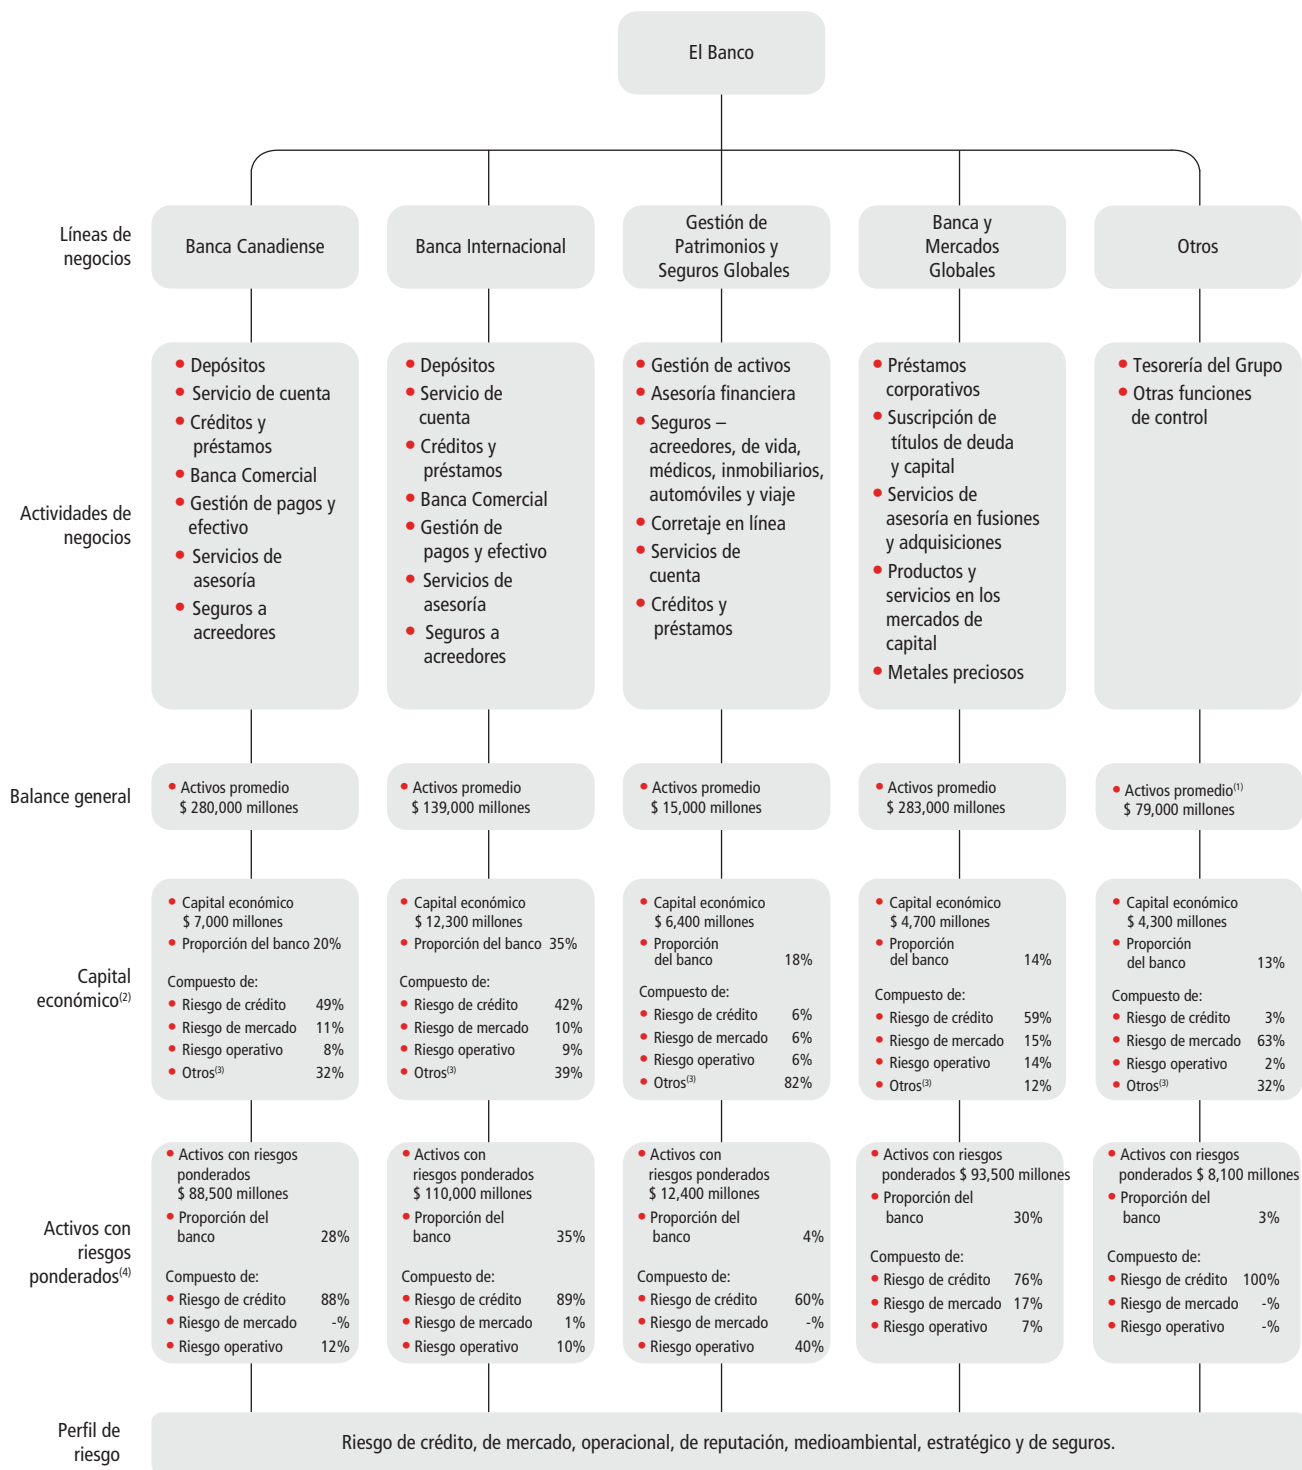 El Banco
Líneas de
negocios
Banca Canadiense
Banca Internacional
Gestión de
Patrimonios y
Seguros Globales
Banca y
Mercados
Globales
Otros
Actividades de
negocios
• Depósitos
• Servicio de cuenta
• Créditos y
préstamos
• Banca Comercial
• Gestión de pagos y
efectivo
• Servicios de
asesoría
• Seguros a
acreedores
• Depósitos
• Servicio de
cuenta
• Créditos y
préstamos
• Banca Comercial
• Gestión de
pagos y efectivo
• Servicios de
asesoría
• Seguros a
acreedores
• Gestión de activos
• Asesoría financiera
• Seguros –
acreedores, de vida,
médicos, inmobiliarios,
automóviles y viaje
• Corretaje en línea
• Servicios de
cuenta
• Créditos y
préstamos
• Préstamos
corporativos
• Suscripción de
títulos de deuda
y capital
• Servicios de
asesoría en fusiones
y adquisiciones
• Productos y
servicios en los
mercados de
capital
• Metales preciosos
• Tesorería del Grupo
• Otras funciones
de control
Balance general
• Activos promedio
$ 280,000 millones
• Activos promedio
$ 139,000 millones
• Activos promedio
$ 15,000 millones
• Activos promedio
$ 283,000 millones
• Activos promedio(1)
$ 79,000 millones
Capital
económico(2)
• Capital económico
$ 7,000 millones
• Proporción del banco 20%
Compuesto de:
• Riesgo de crédito 49%
• Riesgo de mercado 11%
• Riesgo operativo 8%
• Otros(3) 32%
• Capital económico
$ 12,300 millones
• Proporción del banco 35%
Compuesto de:
• Riesgo de crédito 42%
• Riesgo de mercado 10%
• Riesgo operativo 9%
• Otros(3) 39%
• Capital económico
$ 6,400 millones
• Proporción
del banco 18%
Compuesto de:
• Riesgo de crédito 6%
• Riesgo de mercado 6%
• Riesgo operativo 6%
• Otros(3) 82%
• Capital económico
$ 4,700 millones
• Proporción
del banco 14%
Compuesto de:
• Riesgo de crédito 59%
• Riesgo de mercado 15%
• Riesgo operativo 14%
• Otros(3) 12%
• Capital económico
$ 4,300 millones
• Proporción
del banco 13%
Compuesto de:
• Riesgo de crédito 3%
• Riesgo de mercado 63%
• Riesgo operativo 2%
• Otros(3) 32%
Activos con
riesgos
ponderados(4)
• Activos con riesgos
ponderados
$ 88,500 millones
• Proporción del
banco 28%
Compuesto de:
• Riesgo de crédito 88%
• Riesgo de mercado -%
• Riesgo operativo 12%
• Activos con
riesgos ponderados
$ 110,000 millones
• Proporción del
banco 35%
Compuesto de:
• Riesgo de crédito 89%
• Riesgo de mercado 1%
• Riesgo operativo 10%
• Activos con
riesgos ponderados
$ 12,400 millones
• Proporción del
banco 4%
Compuesto de:
• Riesgo de crédito 60%
• Riesgo de mercado -%
• Riesgo operativo 40%
• Activos con riesgos
ponderados $ 93,500 millones
• Proporción del
banco 30%
Compuesto de:
• Riesgo de crédito 76%
• Riesgo de mercado 17%
• Riesgo operativo 7%
• Activos con riesgos
ponderados $ 8,100 millones
• Proporción del
banco 3%
Compuesto de:
• Riesgo de crédito 100%
• Riesgo de mercado -%
• Riesgo operativo -%
Perfil de
riesgo
Riesgo de crédito, de mercado, operacional, de reputación, medioambiental, estratégico y de seguros.